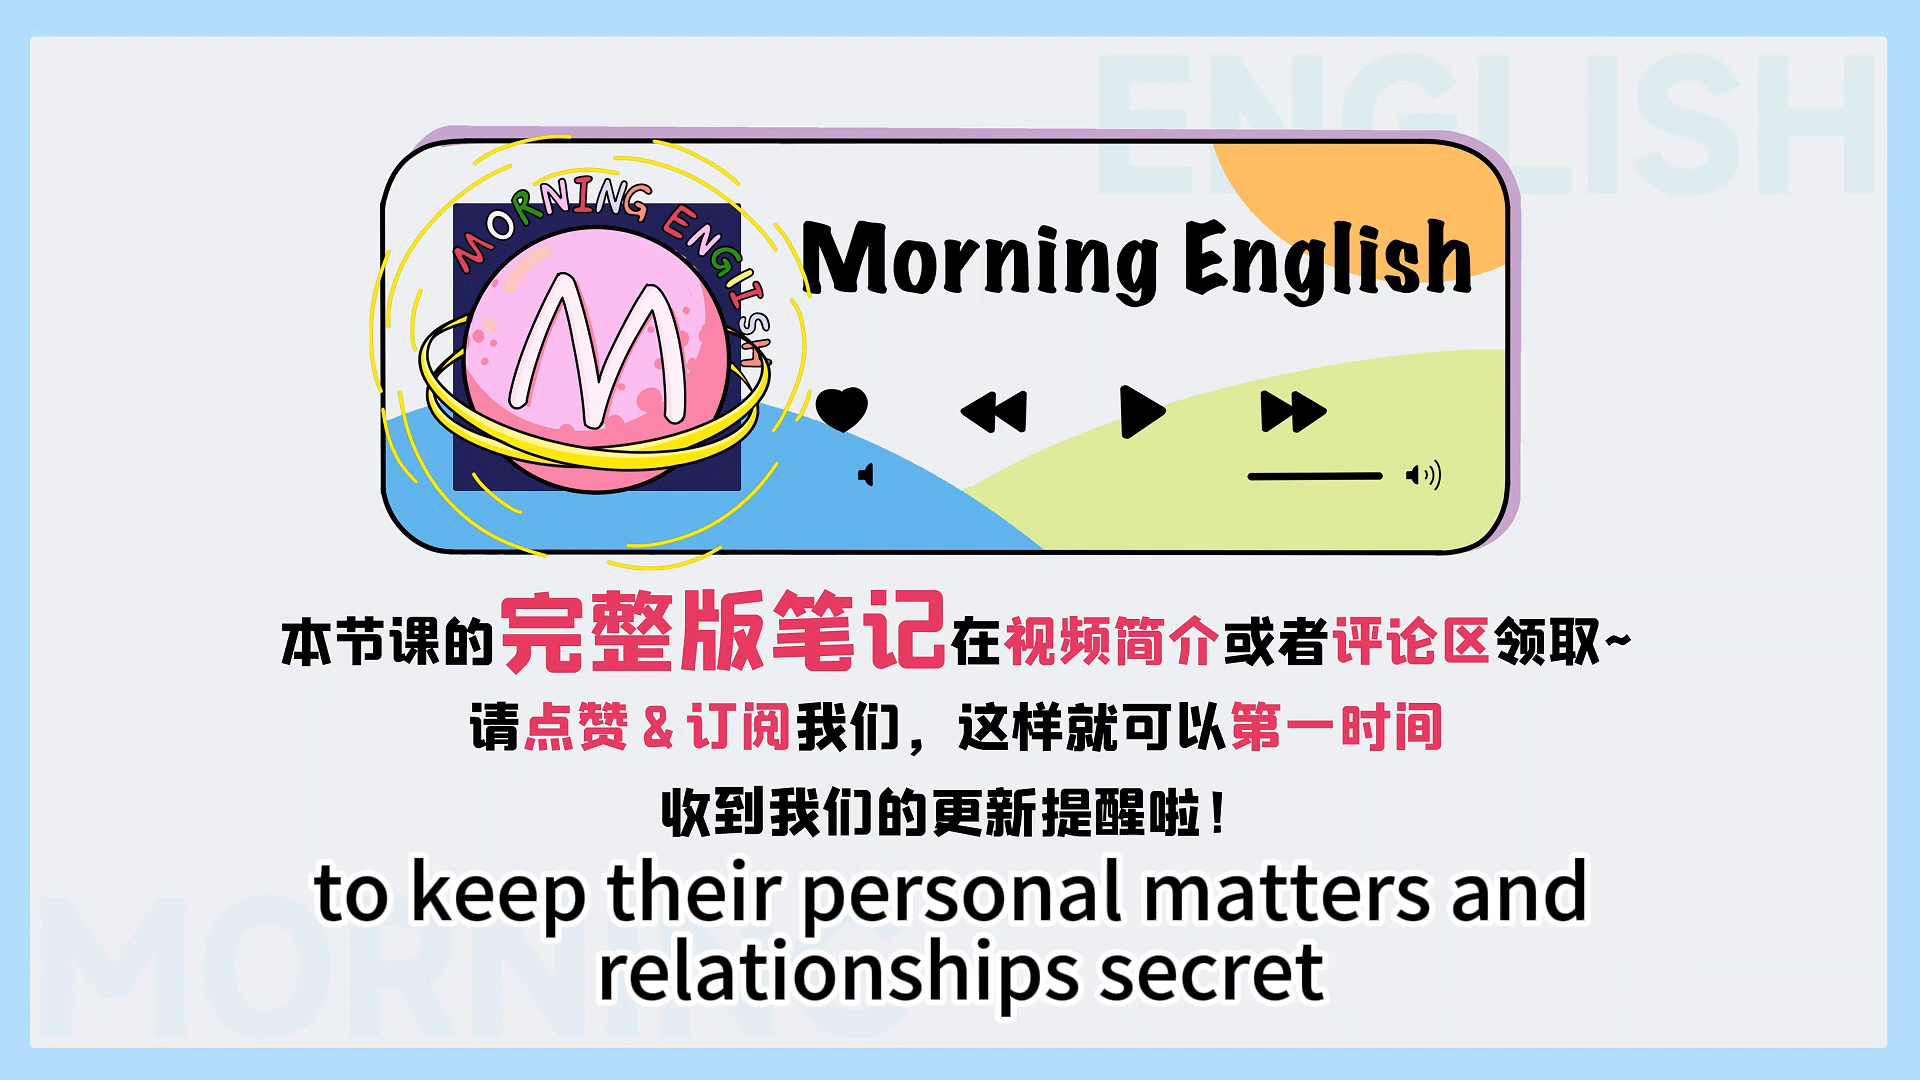 ENGLISH
MORNING ENGLISH
M
Morning English
本节课的完整版笔记在视频简介或者评论区领取~
请点赞&订阅我们，这样就可以第一时间
收到我们的更新提醒啦！
to keep their personal matters and
relationships secret
MORNING